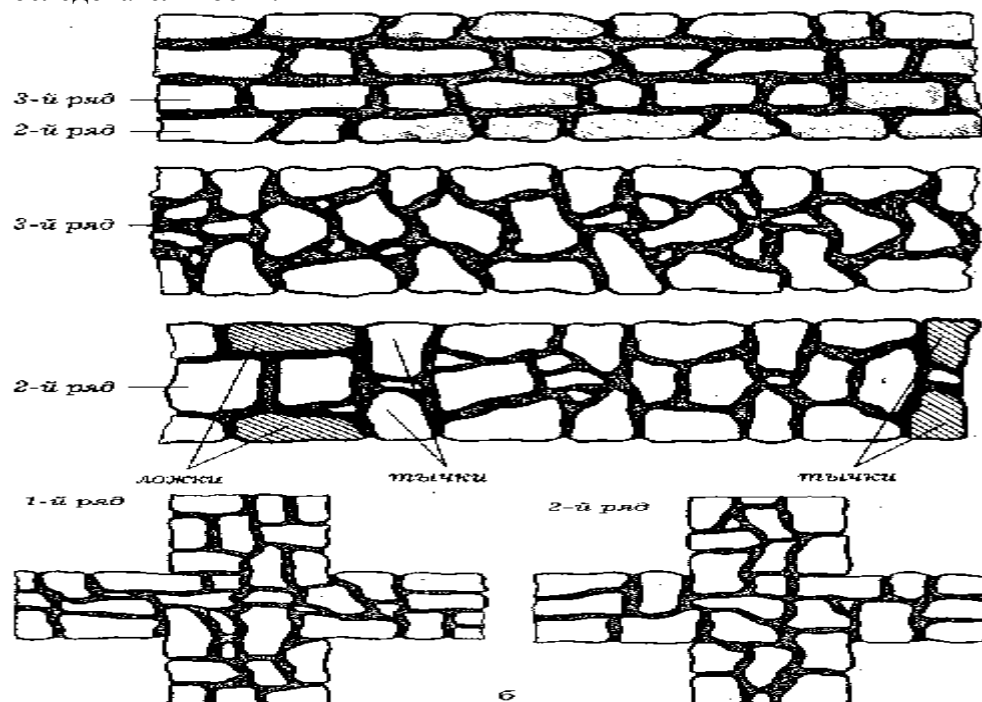 3-й ряд
2-й ряд
3-й ряд
2-й ряд
ложки тычки тычки
1-й ряд 2-й ряд
б